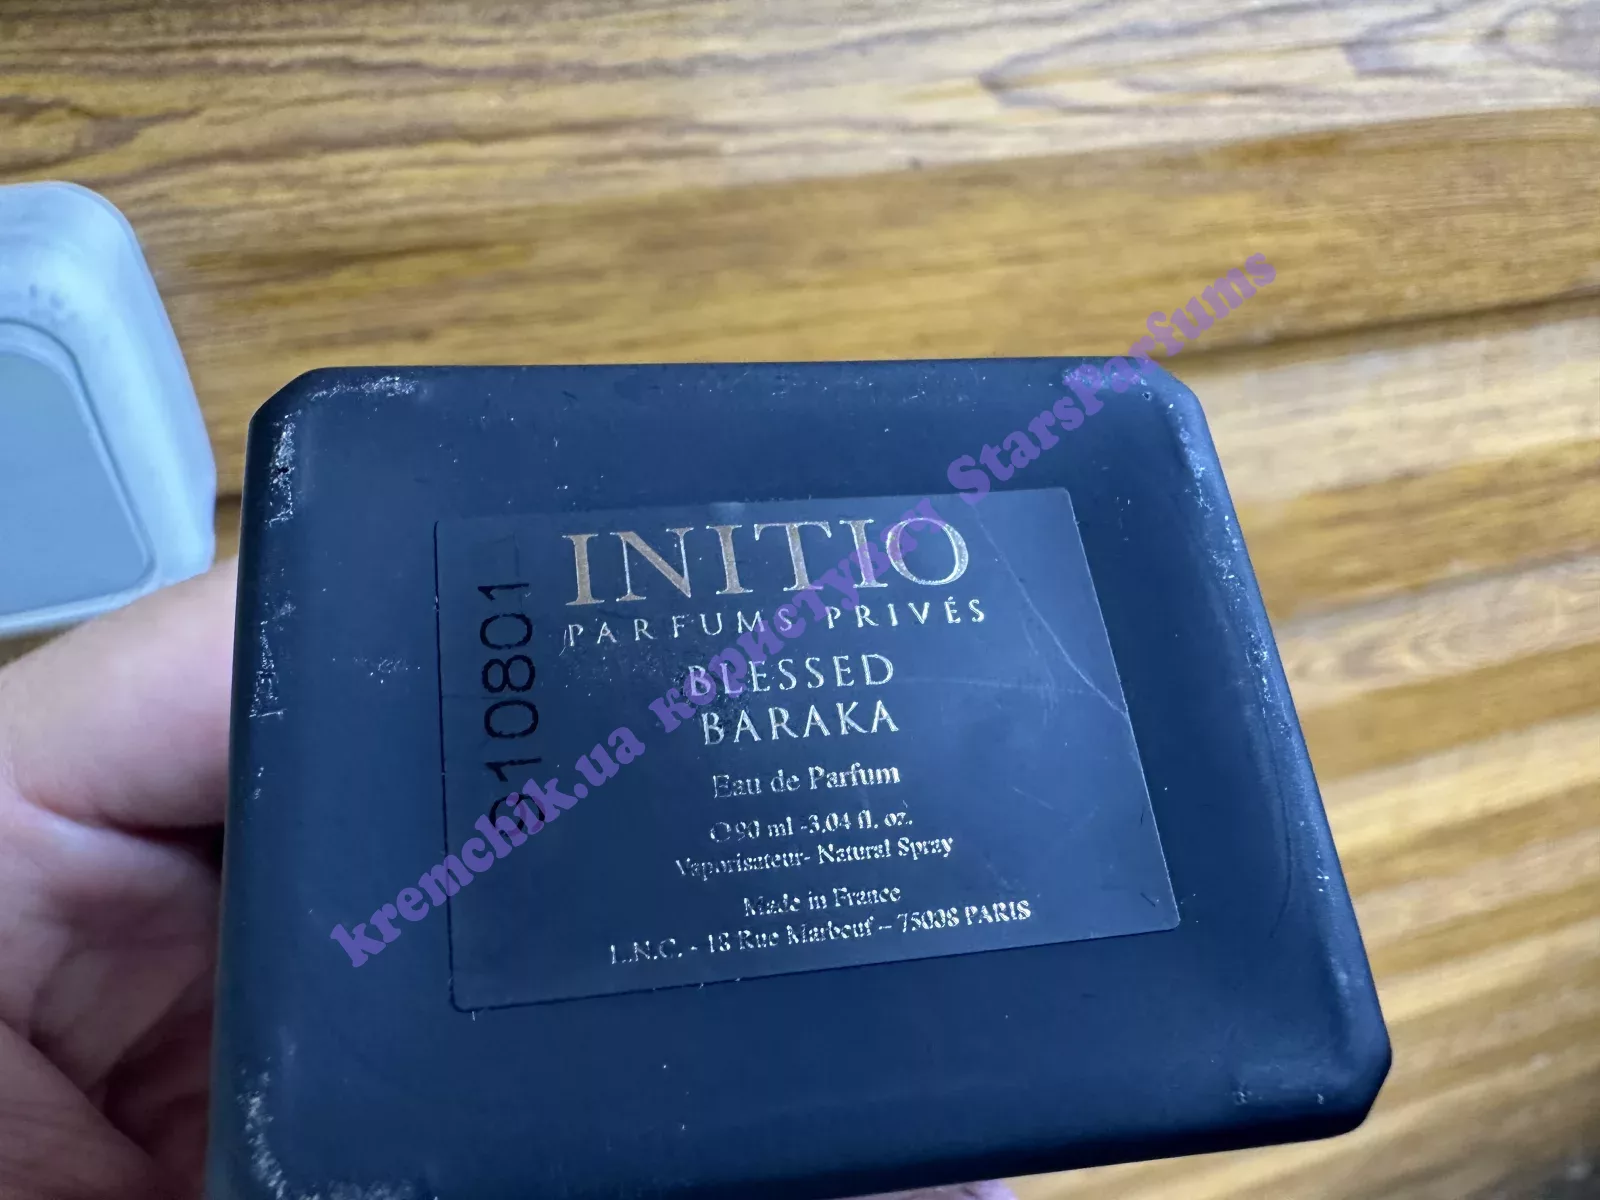 INITIO
PARFUMS PRIVÉS
BLESSED
BARAKA
Eau de Parfum
90 ml -3.04 fl. oz.
Vaporisateur- Natural Spray
Made in France
L.N.C. - 18 Rue Marbeuf – 75008 PARIS
910801
kremchik.ua користувач StarsParfums